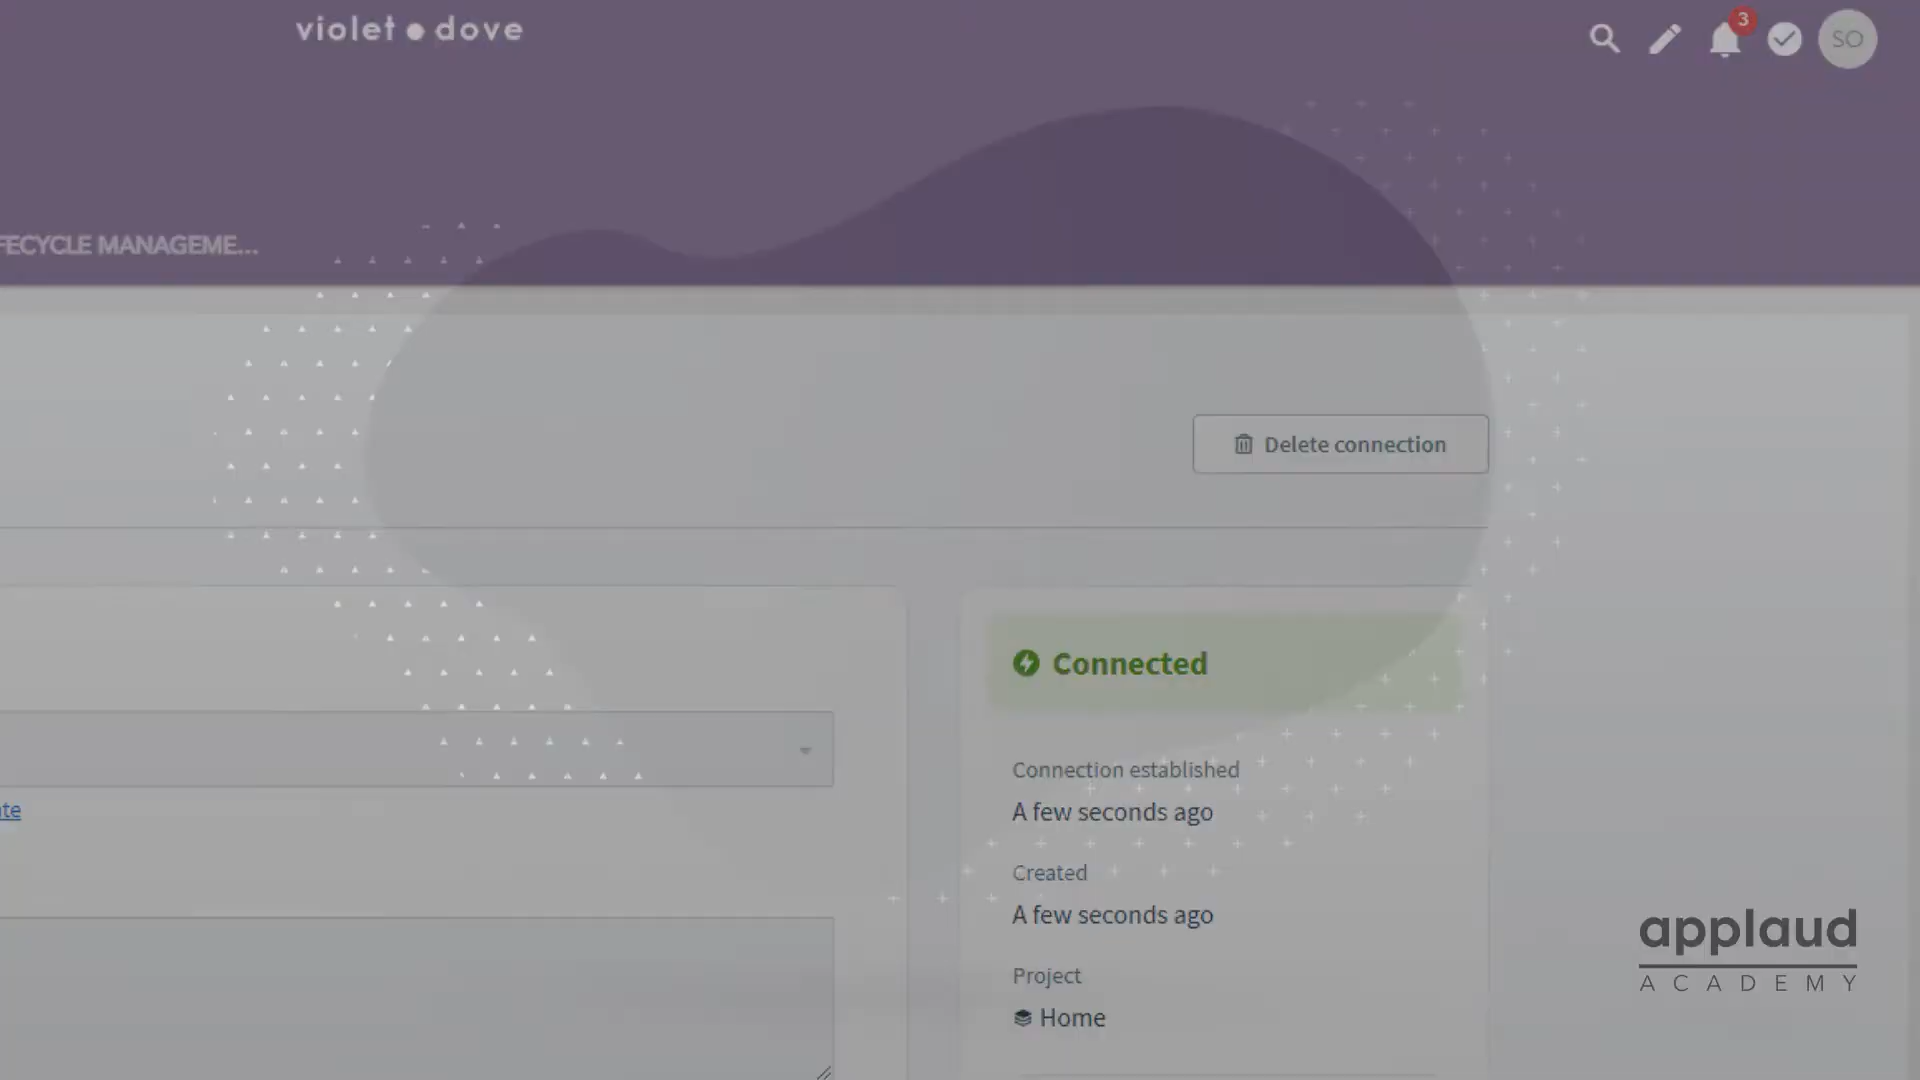 violet dove
3
SO
FECYCLE MANAGEME...
Delete connection
Connected
Connection established
A few seconds ago
Created
A few seconds ago
Project
Home
applaud
ACADEMY